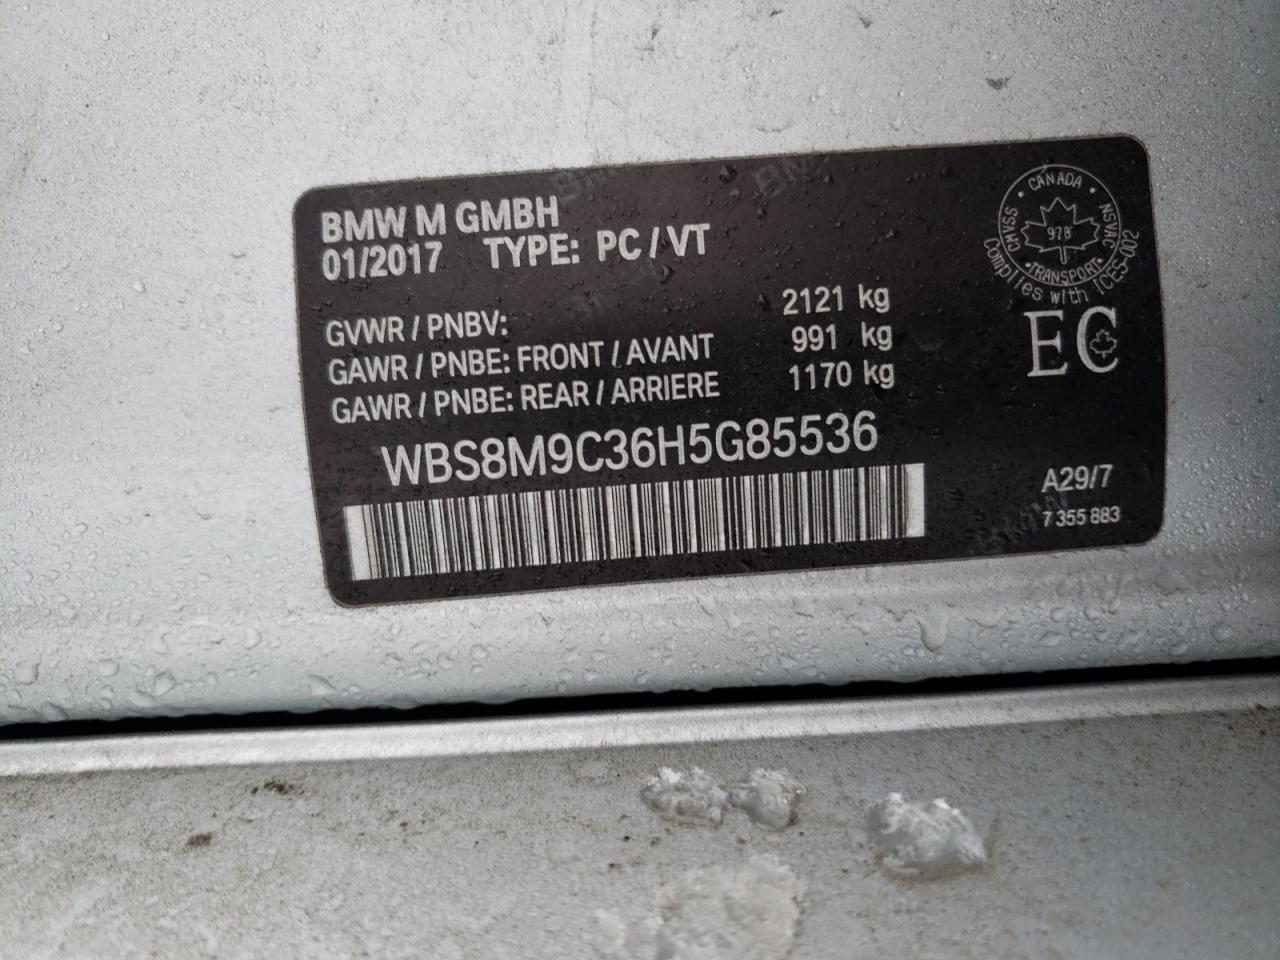 BMW M GMBH
01/2017 TYPE: PC / VT
GVWR / PNBV: 2121 kg
GAWR / PNBE: FRONT / AVANT 991 kg
GAWR / PNBE: REAR / ARRIERE 1170 kg
WBS8M9C36H5G85536
CANADA
CMVSS NSVAC
978
TRANSPORT
Complies with ICES-002
EC
A29/7
7 355 883